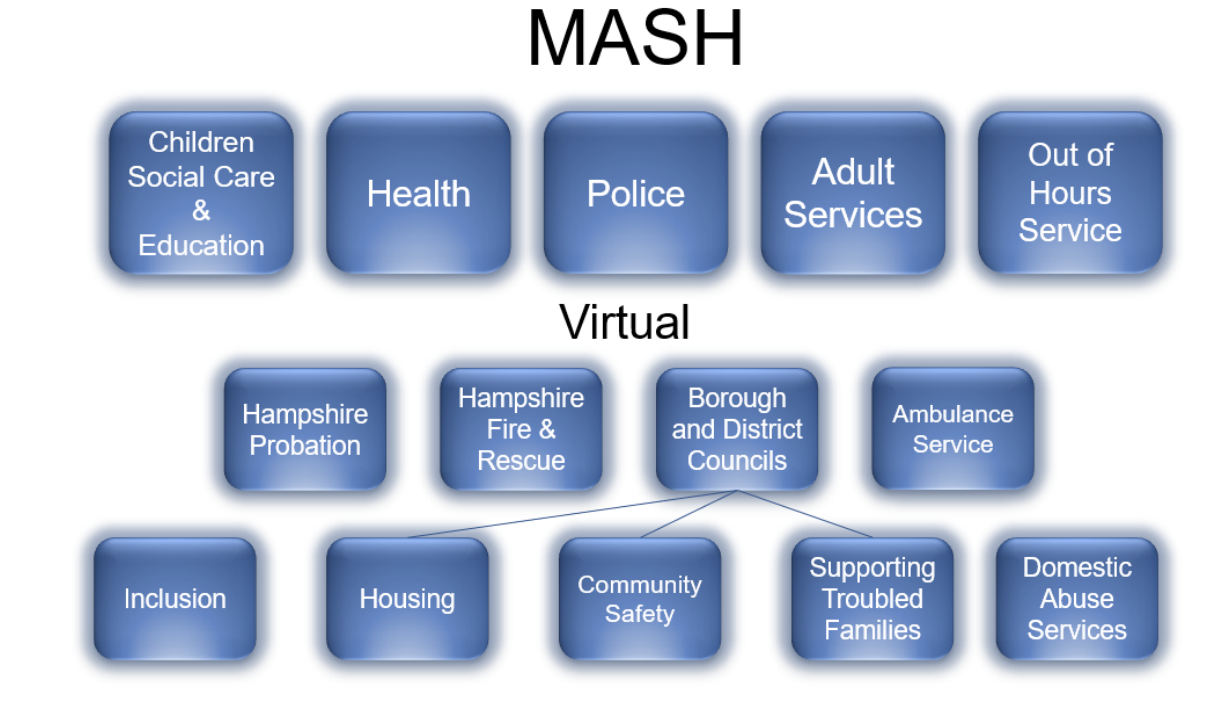 MASH
Children
Social Care
&
Education
Health
Police
Adult
Services
Out of
Hours
Service
Virtual
Hampshire
Probation
Hampshire
Fire &
Rescue
Borough
and District
Councils
Ambulance
Service
Inclusion
Housing
Community
Safety
Supporting
Troubled
Families
Domestic
Abuse
Services